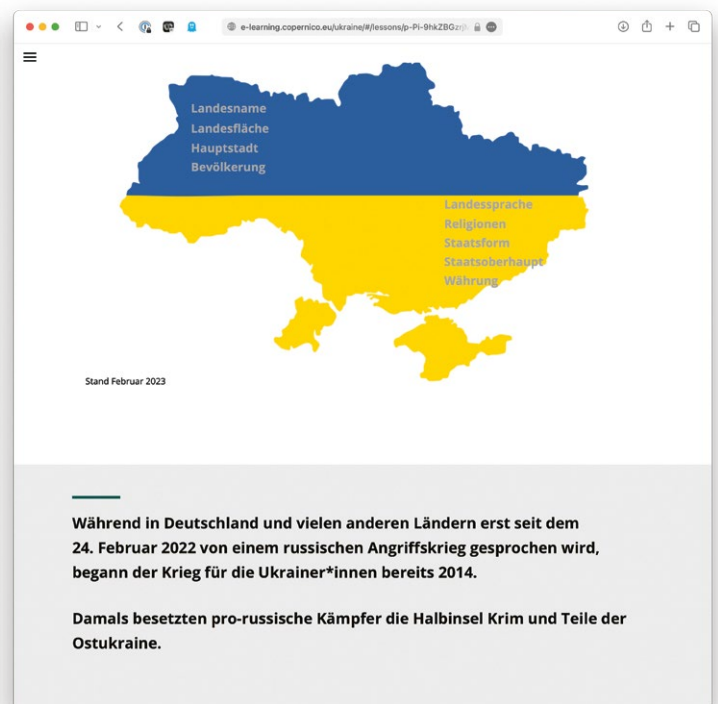 e-learning.copernico.eu/ukraine/#/lessons/p-Pi-9hkZBGzrj
Landesname
Landesfläche
Hauptstadt
Bevölkerung
Landessprache
Religionen
Staatsform
Staatsoberhaupt
Währung
Stand Februar 2023
Während in Deutschland und vielen anderen Ländern erst seit dem
24. Februar 2022 von einem russischen Angriffskrieg gesprochen wird,
begann der Krieg für die Ukrainer*innen bereits 2014.
Damals besetzten pro-russische Kämpfer die Halbinsel Krim und Teile der
Ostukraine.